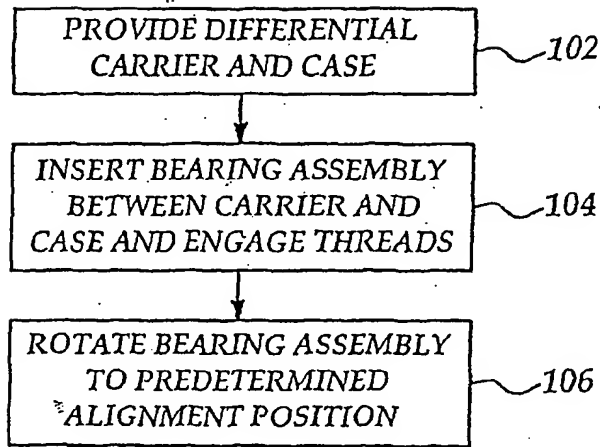 PROVIDE DIFFERENTIAL
CARRIER AND CASE
102
INSERT BEARING ASSEMBLY
BETWEEN CARRIER AND
CASE AND ENGAGE THREADS
104
ROTATE BEARING ASSEMBLY
TO PREDETERMINED
ALIGNMENT POSITION
106